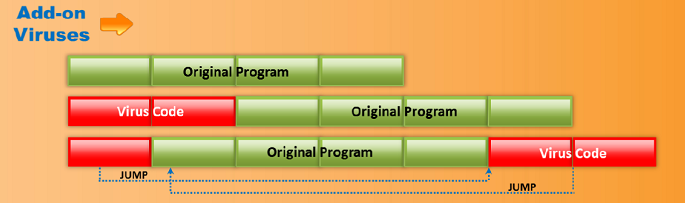 Add-on
Viruses
Original Program
Virus Code
Original Program
Original Program
Virus Code
JUMP
JUMP